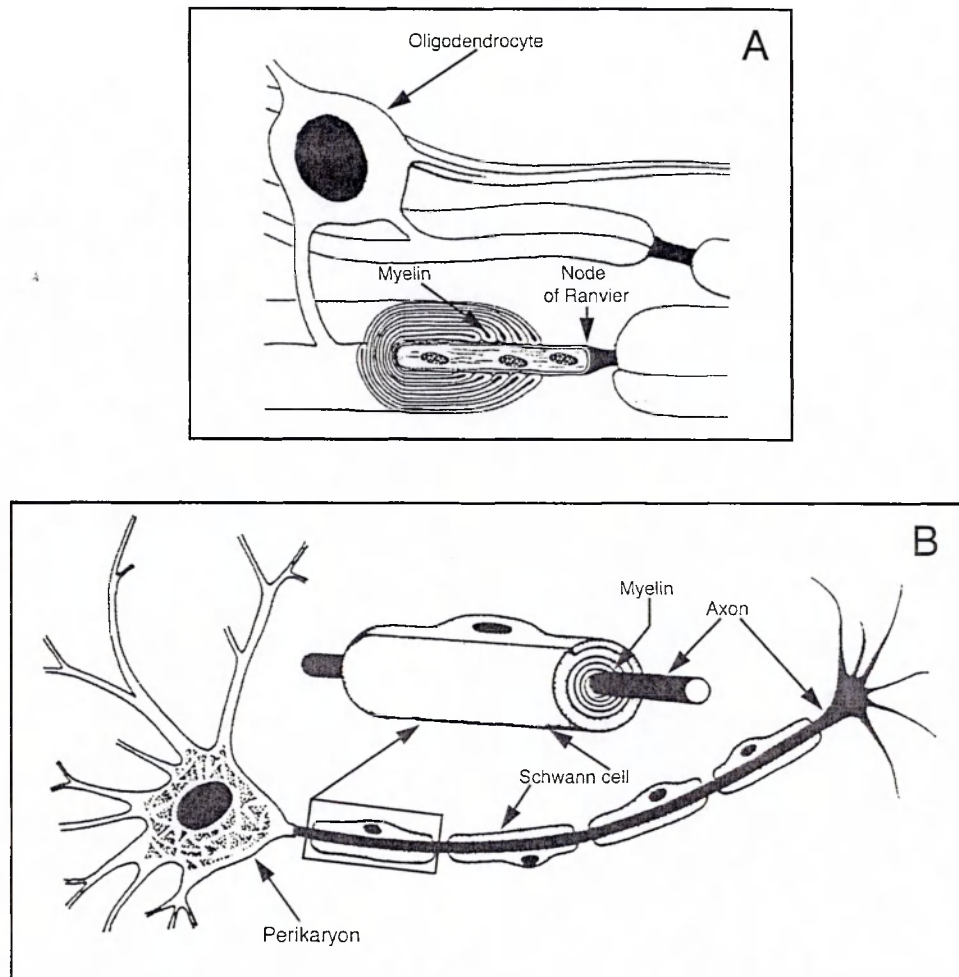 Oligodendrocyte
A
Myelin
Node
of Ranvier
B
Myelin
Axon
Schwann cell
Perikaryon